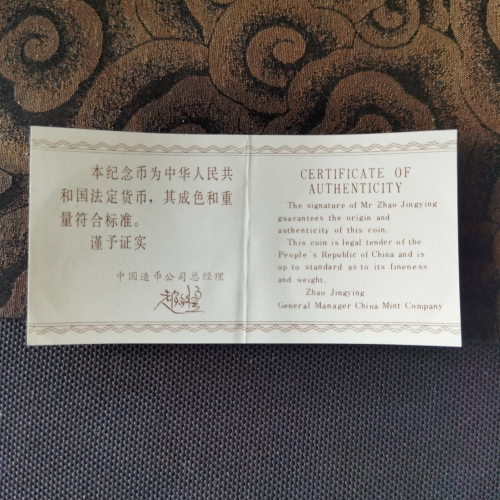 本纪念币为中华人民共
和国法定货币，其成色和重
量符合标准。
谨予证实
中国造币公司总经理
CERTIFICATE OF
AUTHENTICITY
The signature of Mr Zhao Jingying
guarantees the origin and
authenticity of this coin.
This coin is legal tender of the
People's Republic of China and is
up to standard as to its fineness
and weight.
Zhao Jingying
General Manager China Mint Company